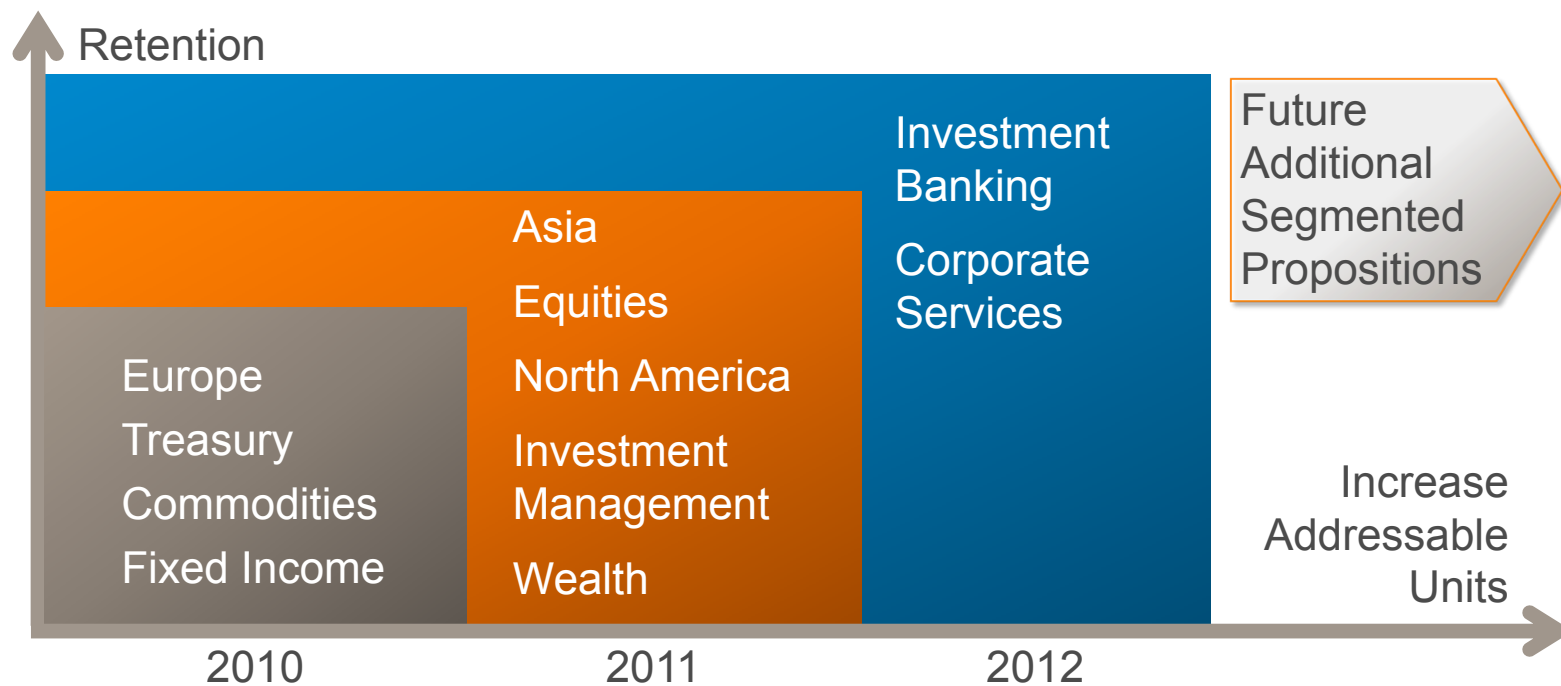 Retention
Europe
Treasury
Commodities
Fixed Income
Asia
Equities
North America
Investment
Management
Wealth
Investment
Banking
Corporate
Services
Future
Additional
Segmented
Propositions
Increase
Addressable
Units
2010
2011
2012